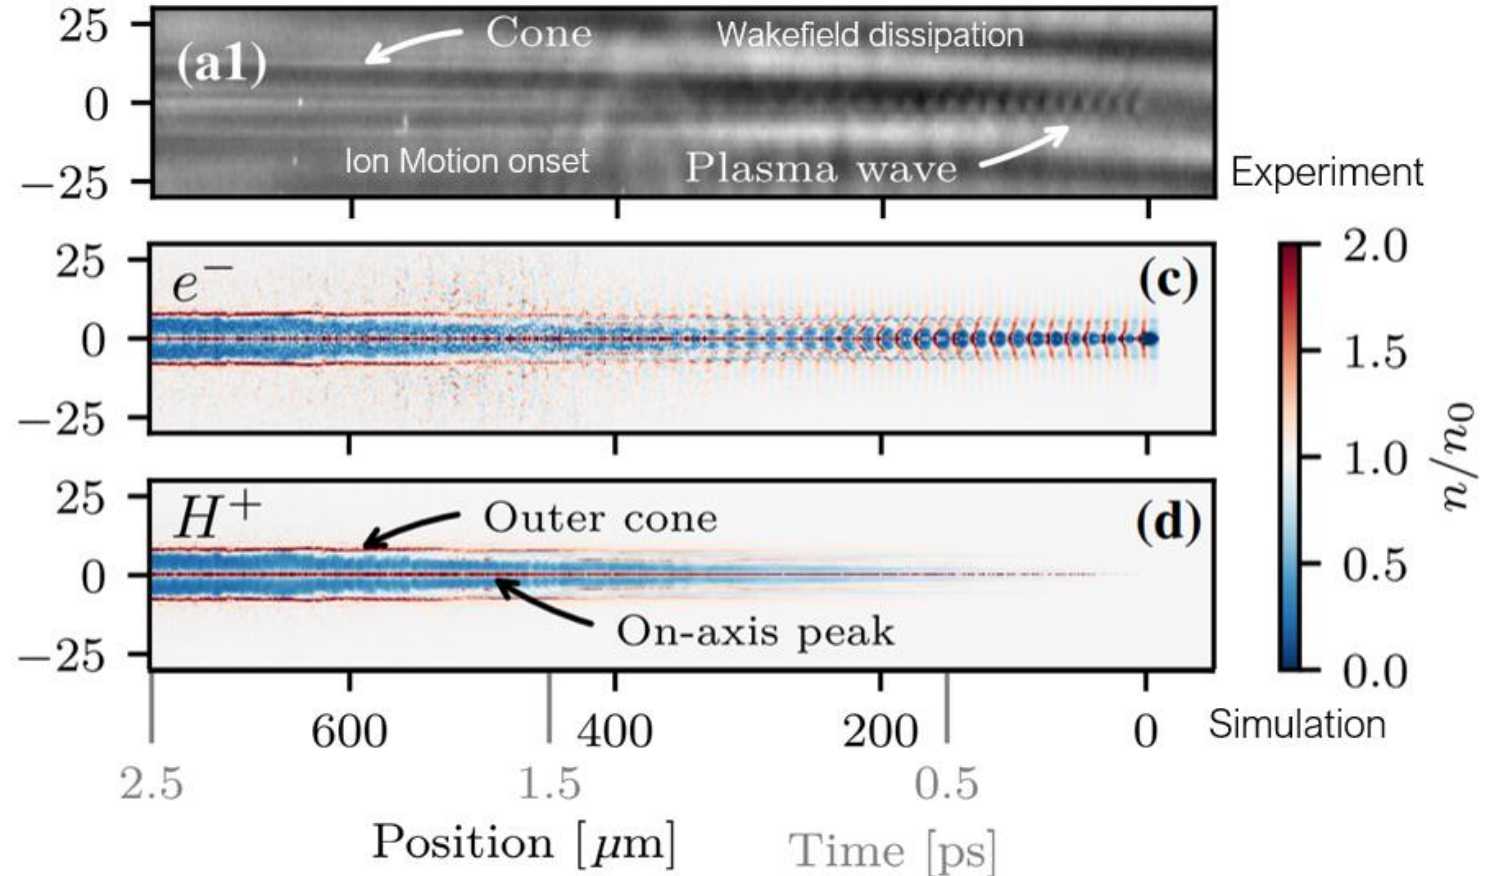 25
0
−25
(a1)
Cone
Wakefield dissipation
Ion Motion onset
Plasma wave
Experiment
25
0
−25
e−
(c)
2.0
1.5
1.0
0.5
0.0
n/n0
25
0
−25
H+
Outer cone
(d)
On-axis peak
600
400
200
0
Simulation
2.5
1.5
0.5
Position [μm]
Time [ps]